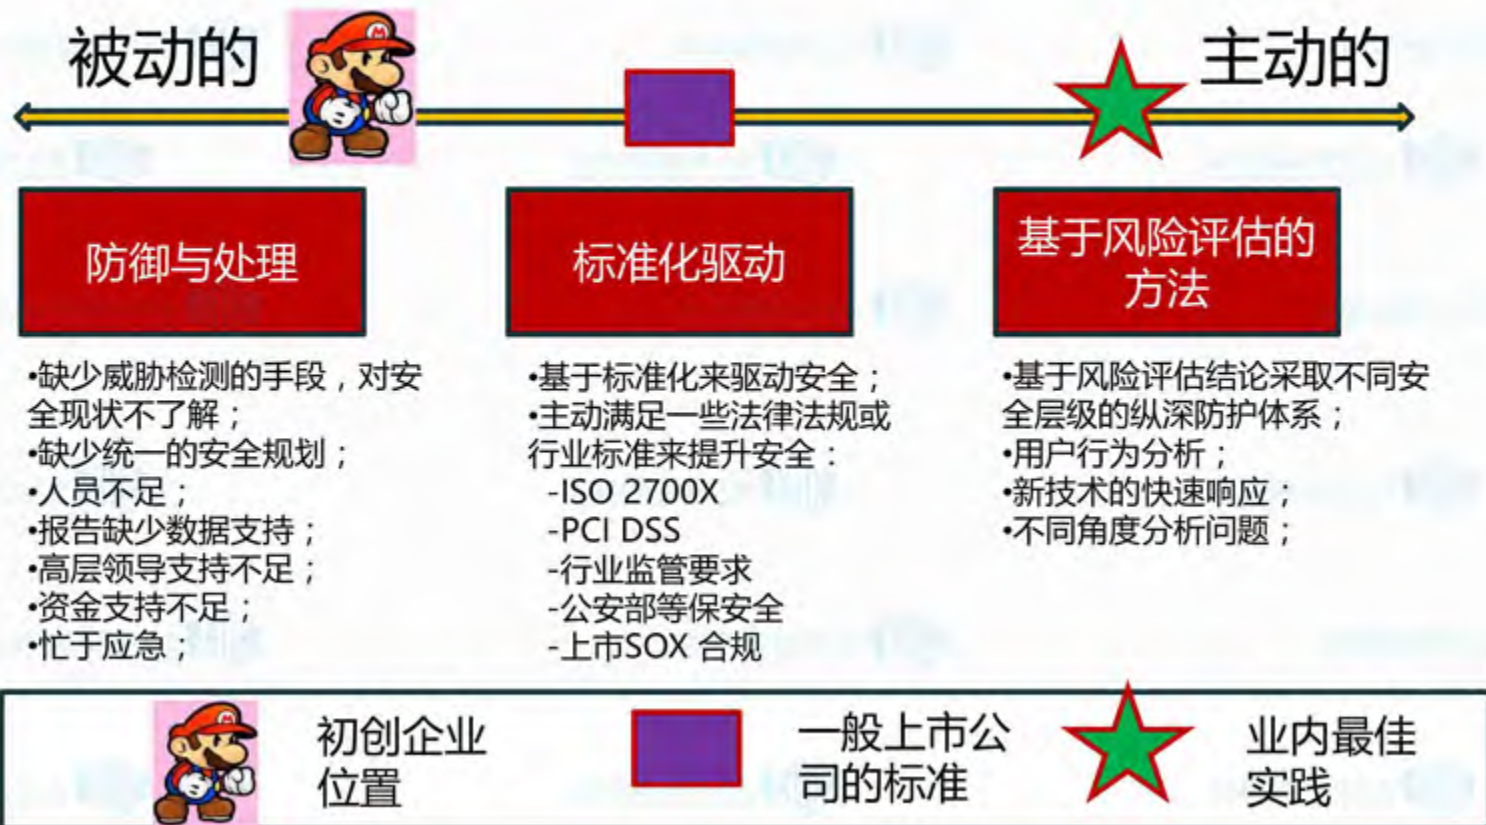 被动的
主动的
防御与处理
•缺少威胁检测的手段，对安
全现状不了解；
•缺少统一的安全规划；
•人员不足；
•报告缺少数据支持；
•高层领导支持不足；
•资金支持不足；
•忙于应急；
标准化驱动
•基于标准化来驱动安全；
•主动满足一些法律法规或
行业标准来提升安全：
-ISO 2700X
-PCI DSS
-行业监管要求
-公安部等保安全
-上市SOX 合规
基于风险评估的
方法
•基于风险评估结论采取不同安
全层级的纵深防护体系；
•用户行为分析；
•新技术的快速响应；
•不同角度分析问题；
初创企业
位置
一般上市公
司的标准
业内最佳
实践